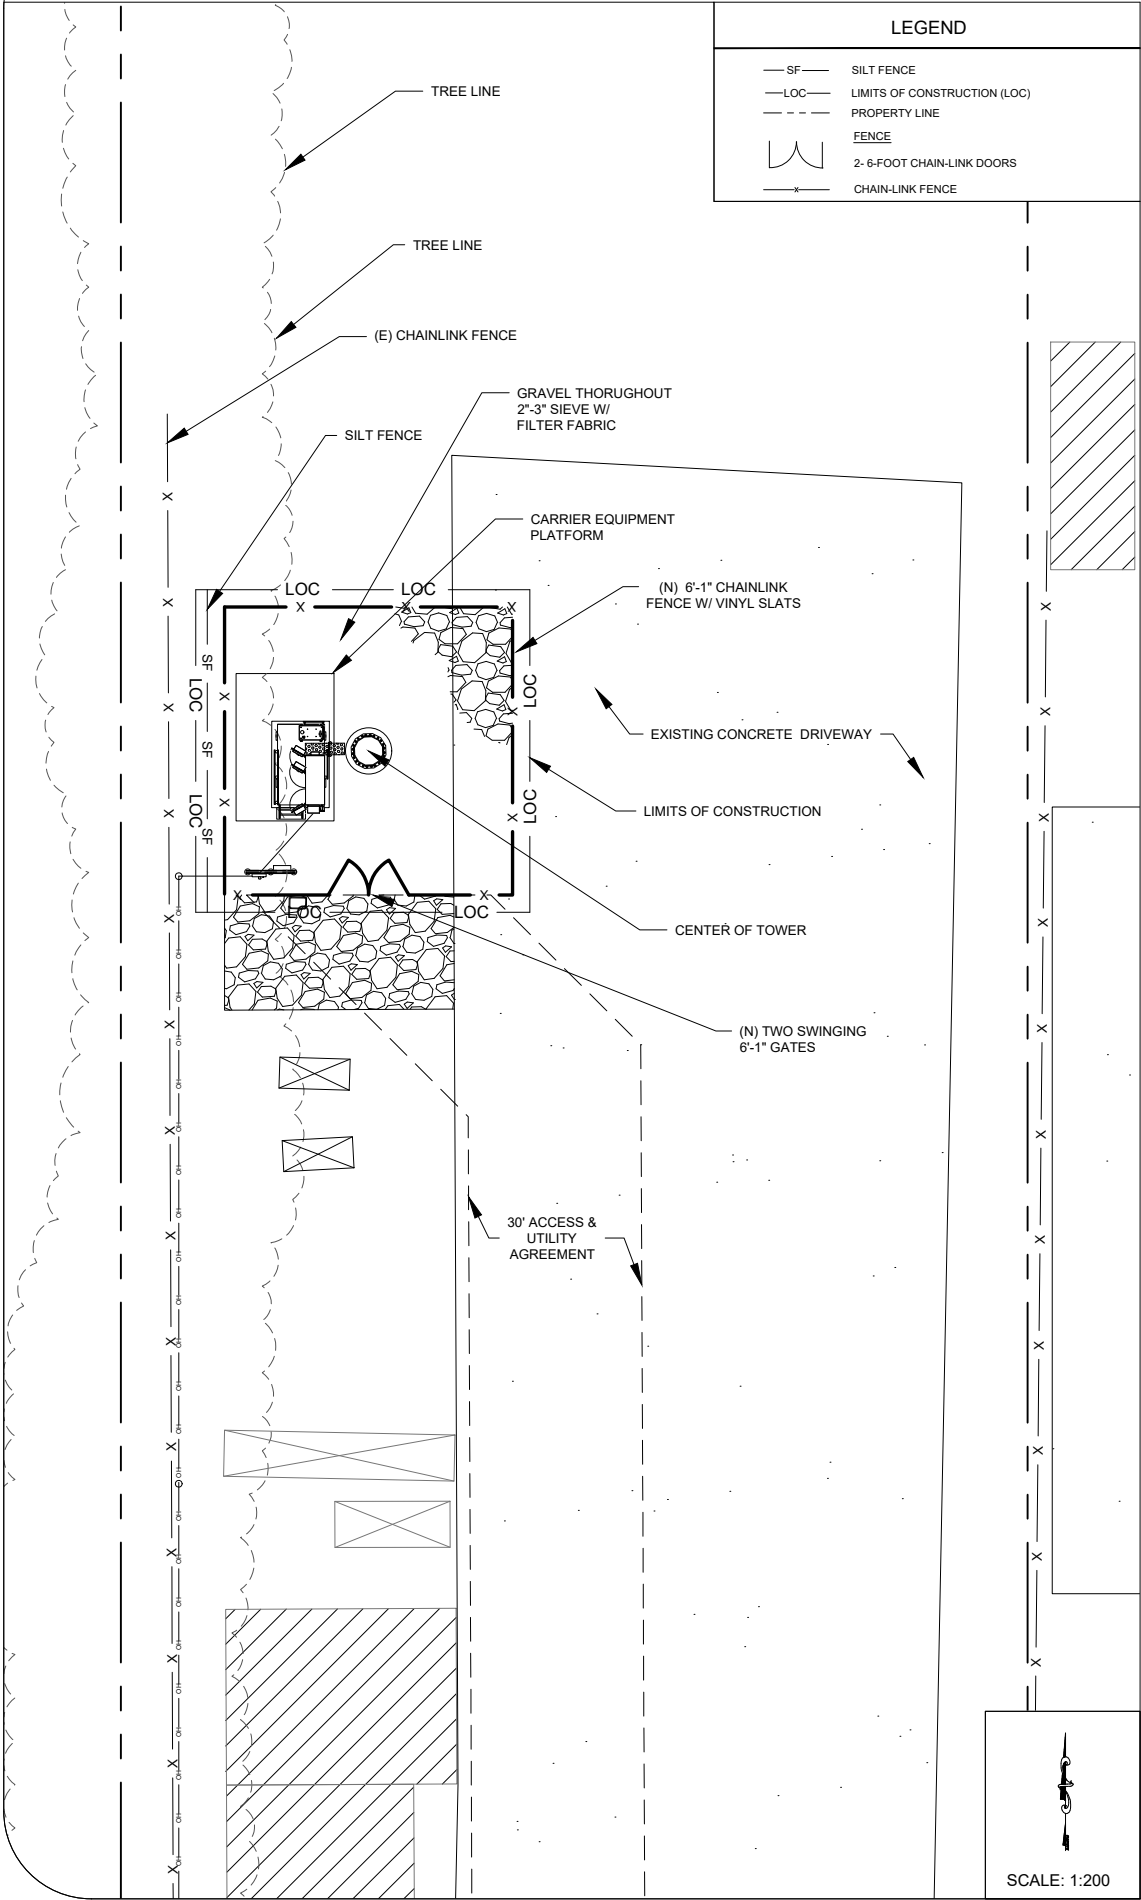 LEGEND
SF SILT FENCE
LOC LIMITS OF CONSTRUCTION (LOC)
PROPERTY LINE
FENCE
2- 6-FOOT CHAIN-LINK DOORS
x CHAIN-LINK FENCE
TREE LINE
TREE LINE
(E) CHAINLINK FENCE
GRAVEL THORUGHOUT
2"-3" SIEVE W/
FILTER FABRIC
SILT FENCE
CARRIER EQUIPMENT
PLATFORM
(N) 6'-1" CHAINLINK
FENCE W/ VINYL SLATS
LOC LOC
SF
LOC
LOC
SF
EXISTING CONCRETE DRIVEWAY
LOC
LOC
SF
LIMITS OF CONSTRUCTION
LOC LOC
CENTER OF TOWER
(N) TWO SWINGING
6'-1" GATES
30' ACCESS &
UTILITY
AGREEMENT
SCALE: 1:200